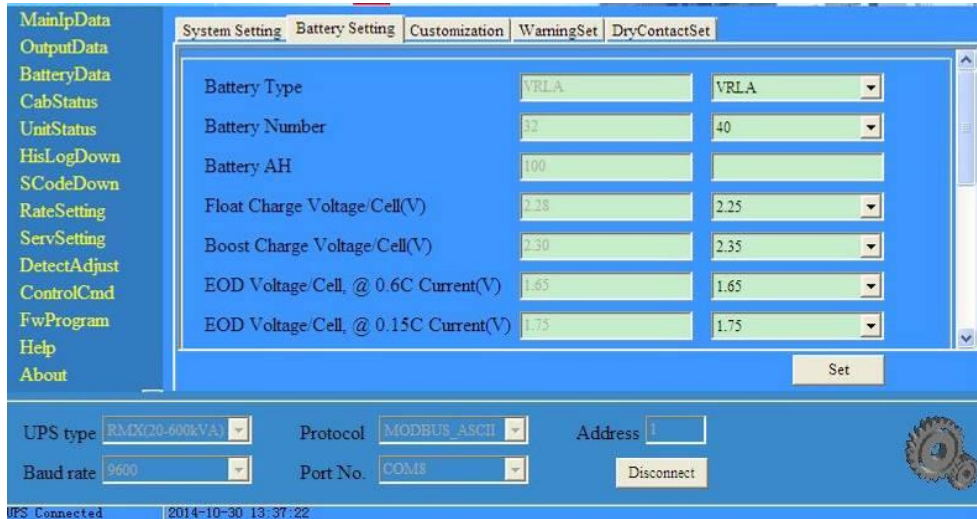 MainIpData
OutputData
BatteryData
CabStatus
UnitStatus
HisLogDown
SCodeDown
RateSetting
ServSetting
DetectAdjust
ControlCmd
FwProgram
Help
About
System Setting Battery Setting Customization WarningSet DryContactSet
Battery Type VRLA VRLA
Battery Number 32 40
Battery AH 100
Float Charge Voltage/Cell(V) 2.28 2.25
Boost Charge Voltage/Cell(V) 2.30 2.35
EOD Voltage/Cell, @ 0.6C Current(V) 1.65 1.65
EOD Voltage/Cell, @ 0.15C Current(V) 1.75 1.75
Set
UPS type RMX(20-600kVA) Protocol MODBUS_ASCII Address 1
Baud rate 9600 Port No. COM8 Disconnect
UPS Connected 2014-10-30 13:37:22